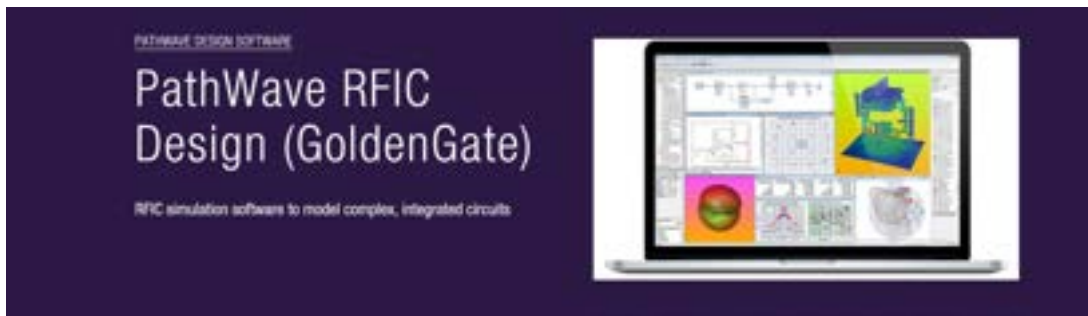 PATHWAVE DESIGN SOFTWARE
PathWave RFIC
Design (GoldenGate)
RFIC simulation software to model complex, integrated circuits